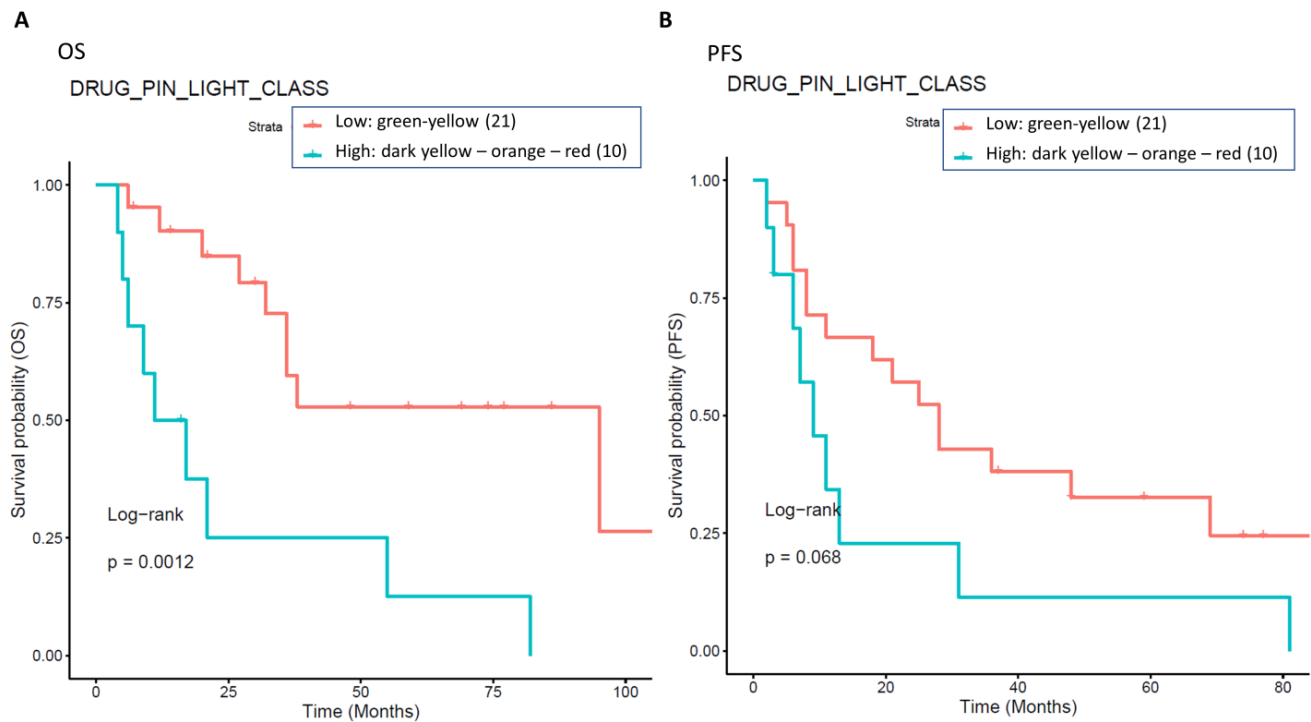 A
OS
DRUG_PIN_LIGHT_CLASS
Strata
Low: green-yellow (21)
High: dark yellow – orange – red (10)
1.00
0.75
0.50
0.25
0.00
Survival probability (OS)
Log-rank
p = 0.0012
0 25 50 75 100
Time (Months)
B
PFS
DRUG_PIN_LIGHT_CLASS
Strata
Low: green-yellow (21)
High: dark yellow – orange – red (10)
1.00
0.75
0.50
0.25
0.00
Survival probability (PFS)
Log-rank
p = 0.068
0 20 40 60 80
Time (Months)